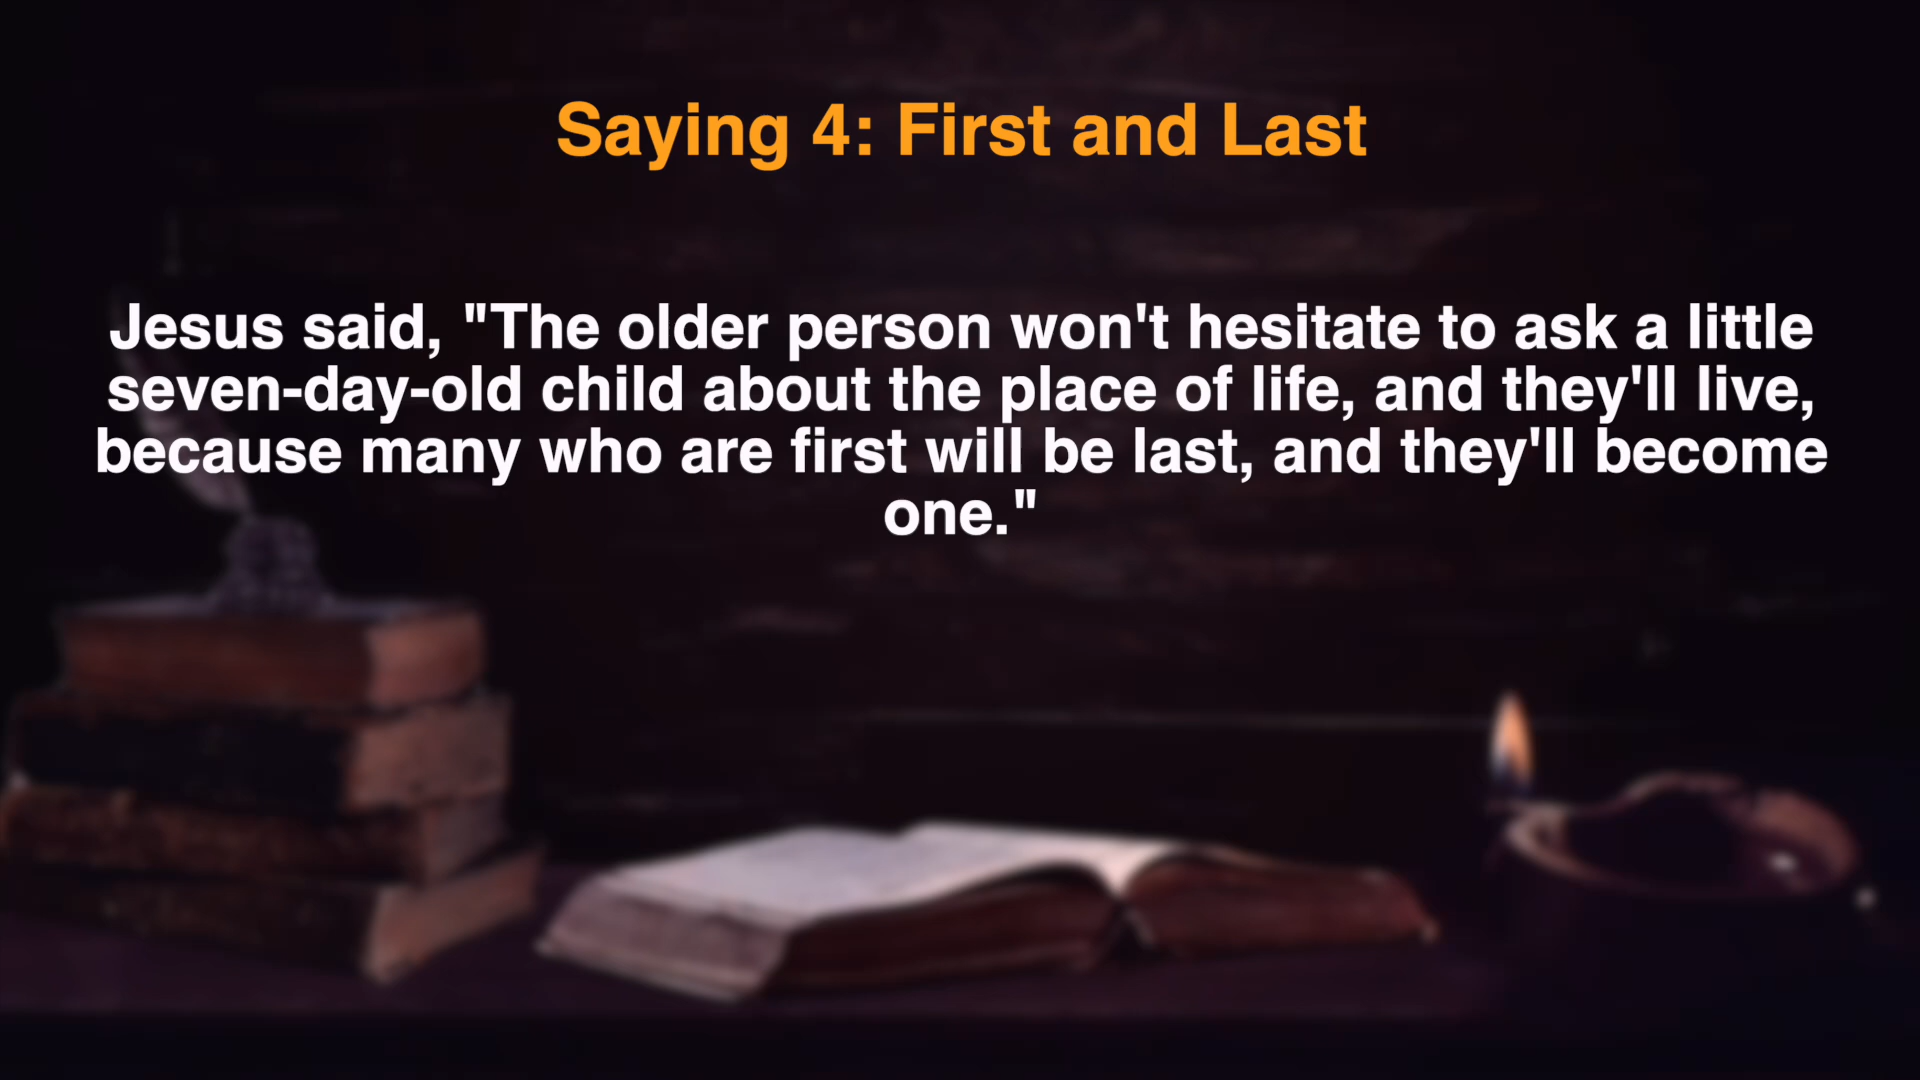 Saying 4: First and Last
Jesus said, "The older person won't hesitate to ask a little
seven-day-old child about the place of life, and they'll live,
because many who are first will be last, and they'll become
one."